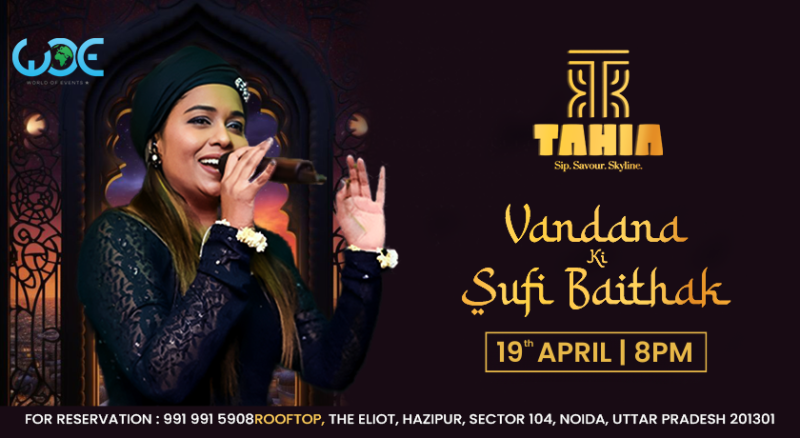 WOE
WORLD OF EVENTS
TAHIA
Sip. Savour. Skyline.
Vandana
Ki
Sufi Baithak
19th APRIL | 8PM
FOR RESERVATION : 991 991 5908ROOFTOP, THE ELIOT, HAZIPUR, SECTOR 104, NOIDA, UTTAR PRADESH 201301